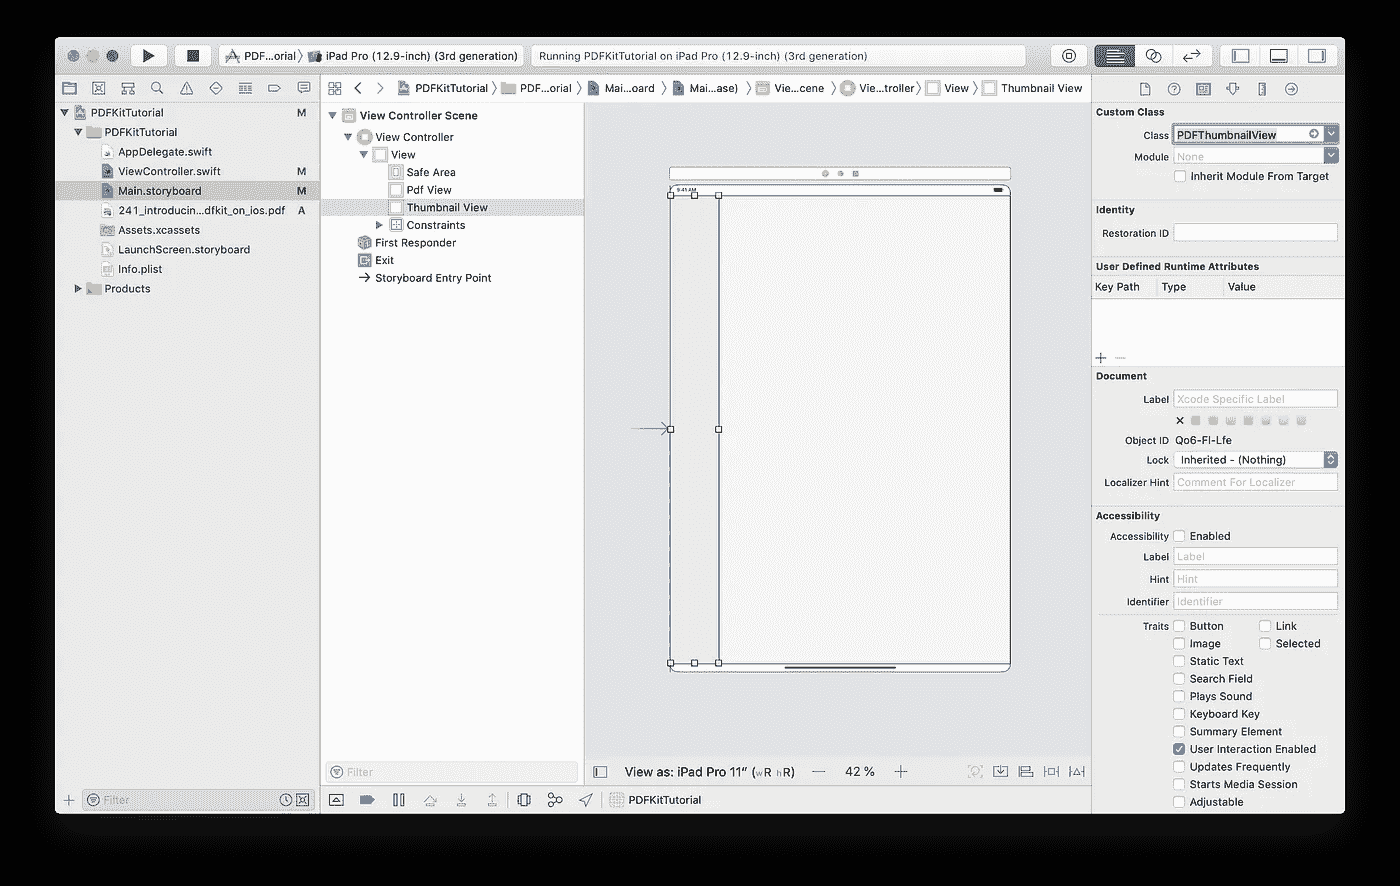 PDF...orial 〉 iPad Pro (12.9-inch) (3rd generation)
Running PDFKitTutorial on iPad Pro (12.9-inch) (3rd generation)
PDFKitTutorial 〉 PDF...orial 〉 Mai...oard 〉 Mai...ase) 〉 Vie...cene 〉 Vie...troller 〉 View 〉 Thumbnail View
PDFKitTutorial M
PDFKitTutorial
AppDelegate.swift
ViewController.swift M
Main.storyboard M
241_introducin...dfkit_on_ios.pdf A
Assets.xcassets
LaunchScreen.storyboard
Info.plist
Products
Filter
View Controller Scene
View Controller
View
Safe Area
Pdf View
Thumbnail View
Constraints
First Responder
Exit
Storyboard Entry Point
Filter
9:41 AM
View as: iPad Pro 11″ (wR hR)
42 %
PDFKitTutorial
Custom Class
Class PDFThumbnailView
Module None
Inherit Module From Target
Identity
Restoration ID
User Defined Runtime Attributes
Key Path Type Value
Document
Label Xcode Specific Label
Object ID Qo6-FI-Lfe
Lock Inherited - (Nothing)
Localizer Hint Comment For Localizer
Accessibility
Accessibility Enabled
Label Label
Hint Hint
Identifier Identifier
Traits Button Link
Image Selected
Static Text
Search Field
Plays Sound
Keyboard Key
Summary Element
User Interaction Enabled
Updates Frequently
Starts Media Session
Adjustable